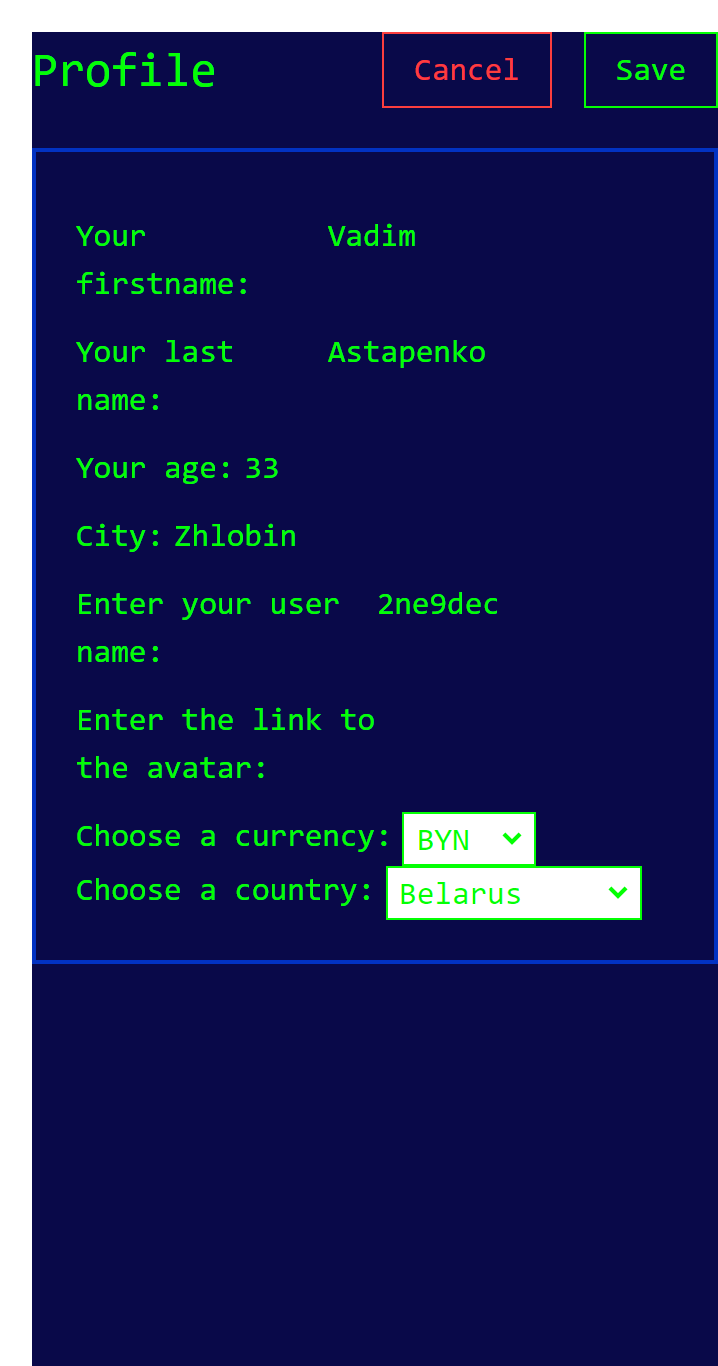 Profile Cancel Save
Your Vadim
firstname:
Your last Astapenko
name:
Your age: 33
City: Zhlobin
Enter your user 2ne9dec
name:
Enter the link to
the avatar:
Choose a currency: BYN
Choose a country: Belarus